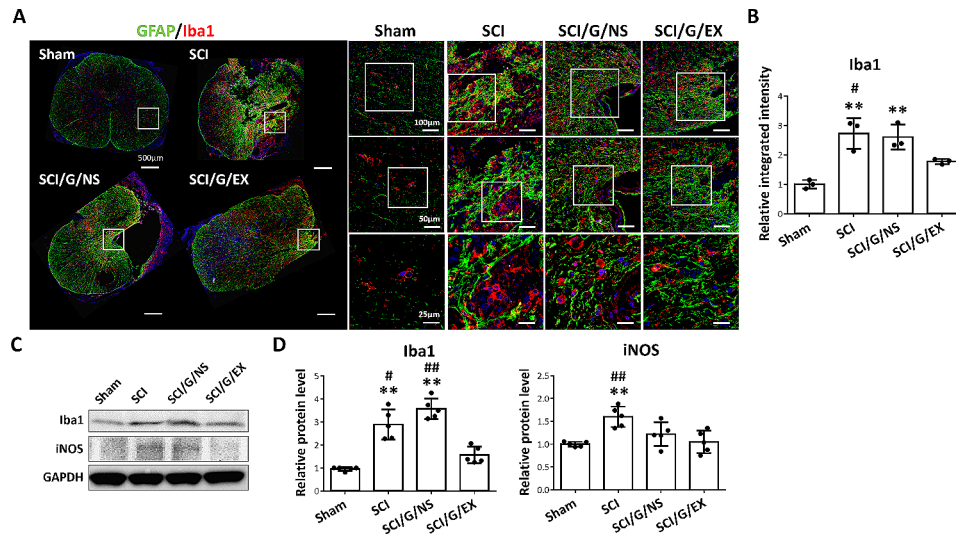 A
GFAP/Iba1
Sham
SCI
500μm
SCI/G/NS
SCI/G/EX
Sham
SCI
SCI/G/NS
SCI/G/EX
100μm
50μm
25μm
B
Iba1
Relative integrated intensity
4
3
2
1
0
#
**
**
Sham
SCI
SCI/G/NS
SCI/G/EX
C
Sham
SCI
SCI/G/NS
SCI/G/EX
Iba1
iNOS
GAPDH
D
Iba1
Relative protein level
5
4
3
2
1
0
#
**
##
**
Sham
SCI
SCI/G/NS
SCI/G/EX
iNOS
Relative protein level
2.5
2.0
1.5
1.0
0.5
0.0
##
**
Sham
SCI
SCI/G/NS
SCI/G/EX